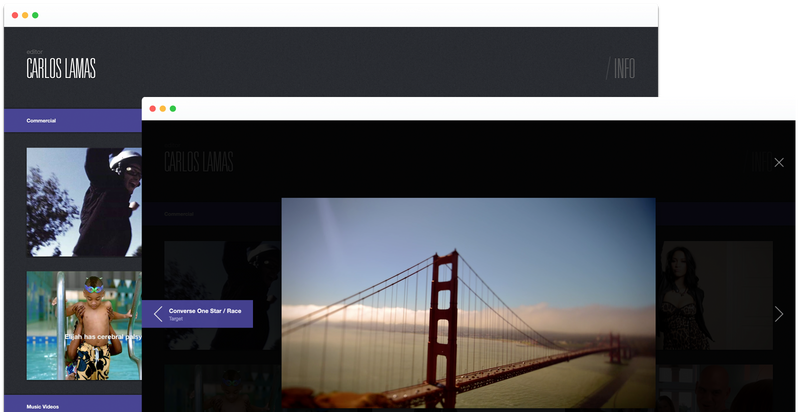 editor
CARLOS LAMAS
/ INFO
Commercial
Elijah has cerebral palsy
Music Videos
CARLOS LAMAS
Commercial
Converse One Star / Race
Target